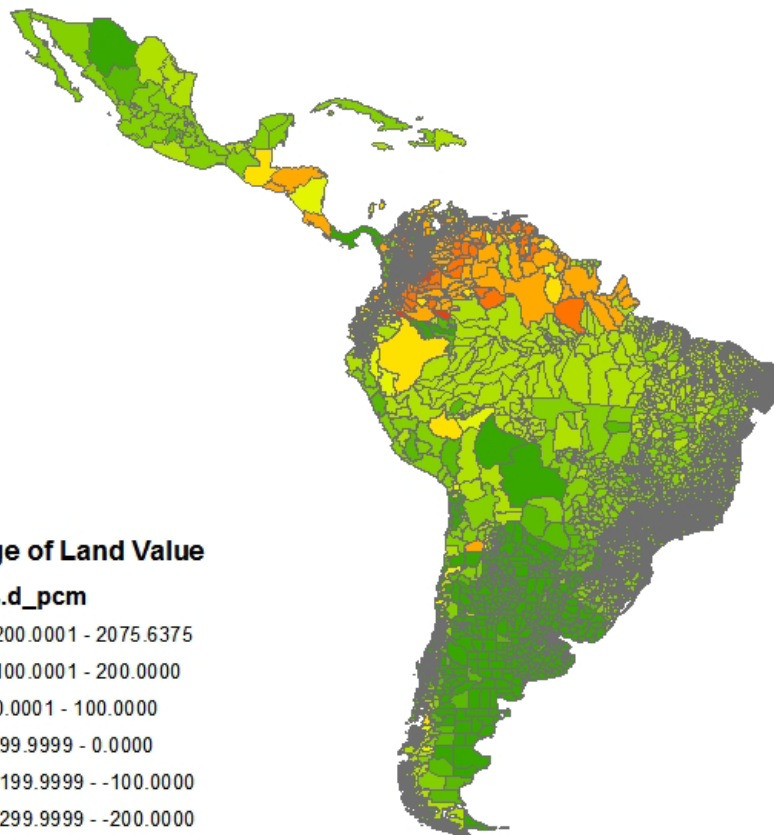 ge of Land Value
.d_pcm
200.0001 - 2075.6375
100.0001 - 200.0000
0.0001 - 100.0000
99.9999 - 0.0000
199.9999 - -100.0000
299.9999 - -200.0000